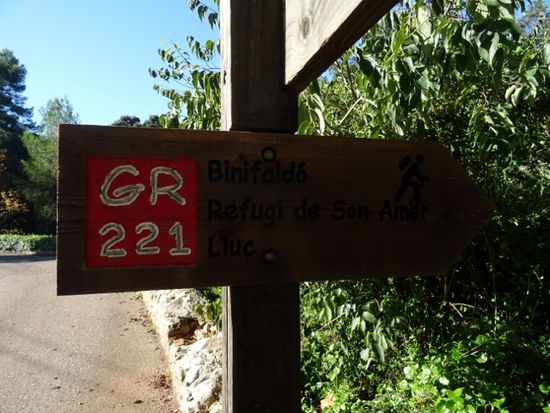 GR
221
Binifaldó
Refugi de Son Amer
Lluc